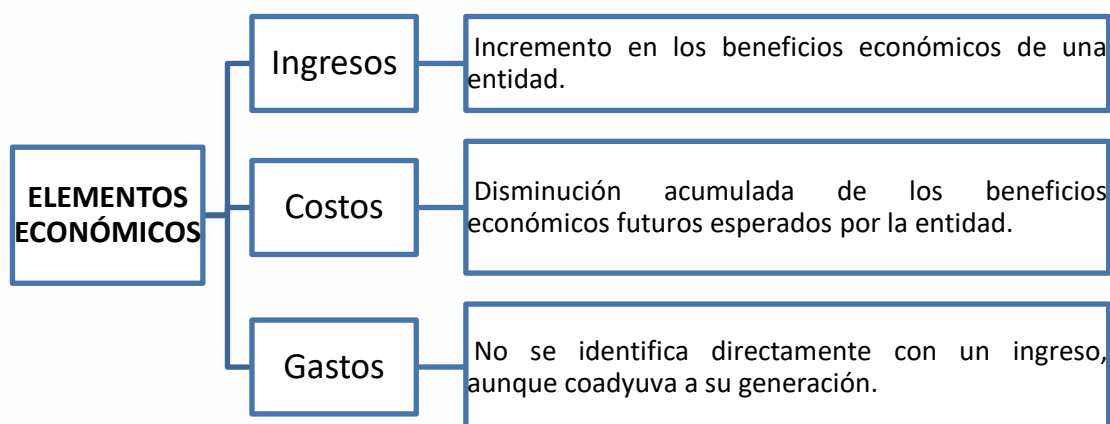 Ingresos
Incremento en los beneficios económicos de una
entidad.
ELEMENTOS
ECONÓMICOS
Costos
Disminución acumulada de los beneficios
económicos futuros esperados por la entidad.
Gastos
No se identifica directamente con un ingreso,
aunque coadyuva a su generación.